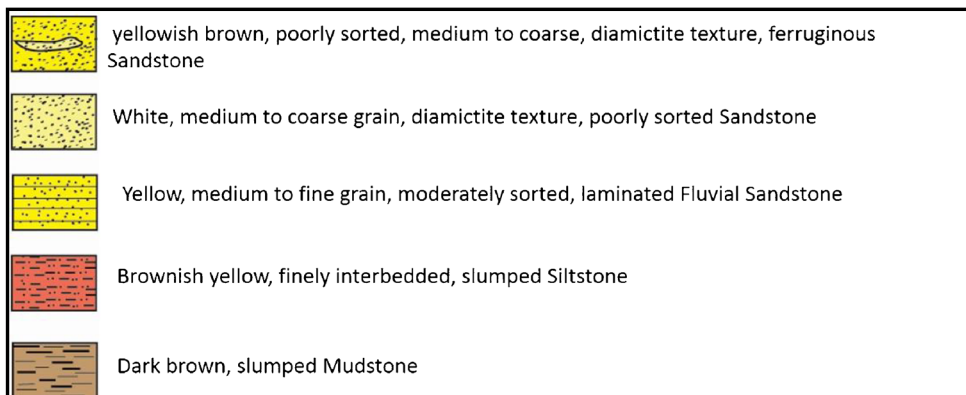 yellowish brown, poorly sorted, medium to coarse, diamictite texture, ferruginous
Sandstone
White, medium to coarse grain, diamictite texture, poorly sorted Sandstone
Yellow, medium to fine grain, moderately sorted, laminated Fluvial Sandstone
Brownish yellow, finely interbedded, slumped Siltstone
Dark brown, slumped Mudstone